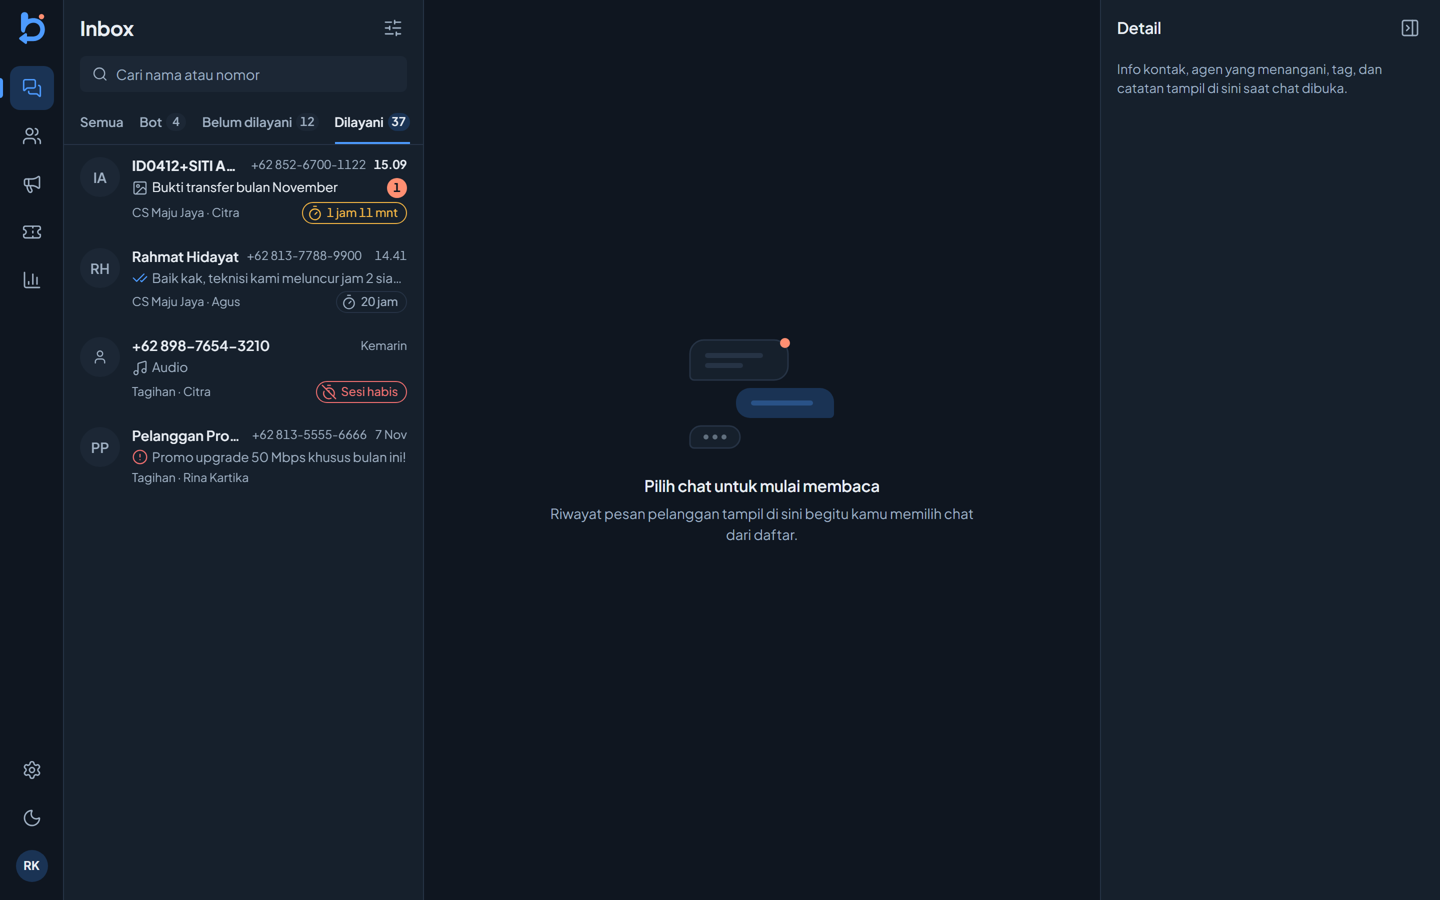 Inbox
Cari nama atau nomor
Semua Bot 4 Belum dilayani 12 Dilayani 37
IA ID0412+SITI A... +62 852-6700-1122 15.09
Bukti transfer bulan November 1
CS Maju Jaya · Citra 1 jam 11 mnt
RH Rahmat Hidayat +62 813-7788-9900 14.41
Baik kak, teknisi kami meluncur jam 2 sia...
CS Maju Jaya · Agus 20 jam
+62 898-7654-3210 Kemarin
Audio
Tagihan · Citra Sesi habis
PP Pelanggan Pro... +62 813-5555-6666 7 Nov
Promo upgrade 50 Mbps khusus bulan ini!
Tagihan · Rina Kartika
RK
Pilih chat untuk mulai membaca
Riwayat pesan pelanggan tampil di sini begitu kamu memilih chat
dari daftar.
Detail
Info kontak, agen yang menangani, tag, dan
catatan tampil di sini saat chat dibuka.